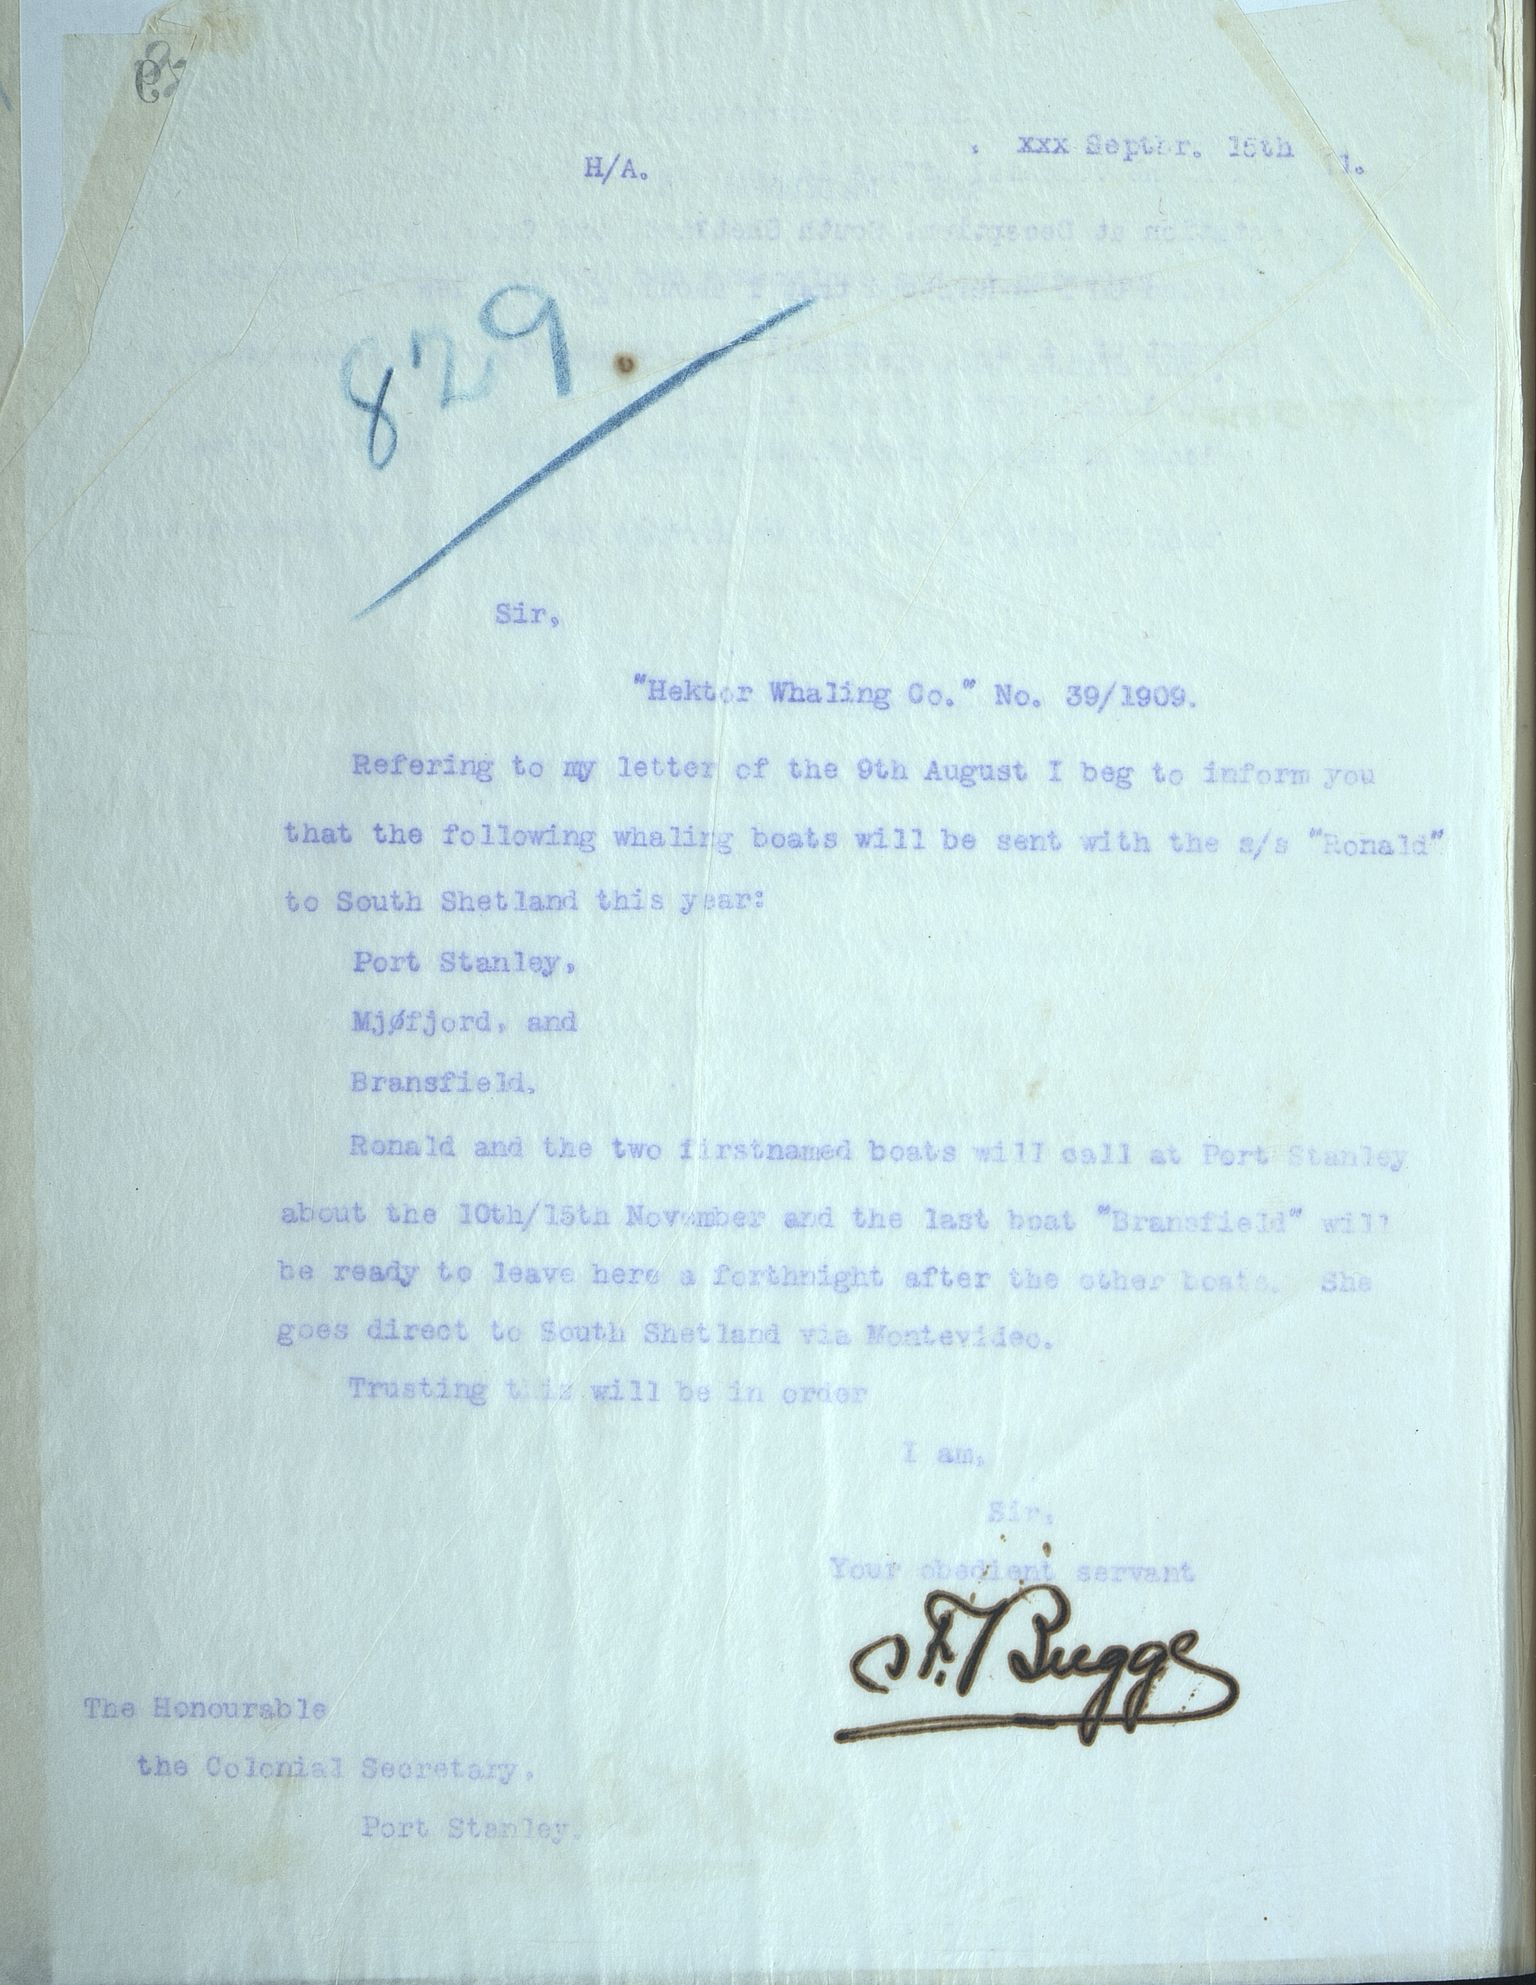 H/A. xxx Septbr. 15th 11.
829.
Sir,
"Hektor Whaling Co." No. 39/1909.
Refering to my letter of the 9th August I beg to inform you
that the following whaling boats will be sent with the s/s "Ronald"
to South Shetland this year:
Port Stanley,
Mjøfjord, and
Bransfield.
Ronald and the two firstnamed boats will call at Port Stanley
about the 10th/15th November and the last boat "Bransfield" will
be ready to leave here a forthnight after the other boats. She
goes direct to South Shetland via Montevideo.
Trusting this will be in order
I am,
Sir,
Your obedient servant
Bugge
The Honourable
the Colonial Secretary,
Port Stanley.